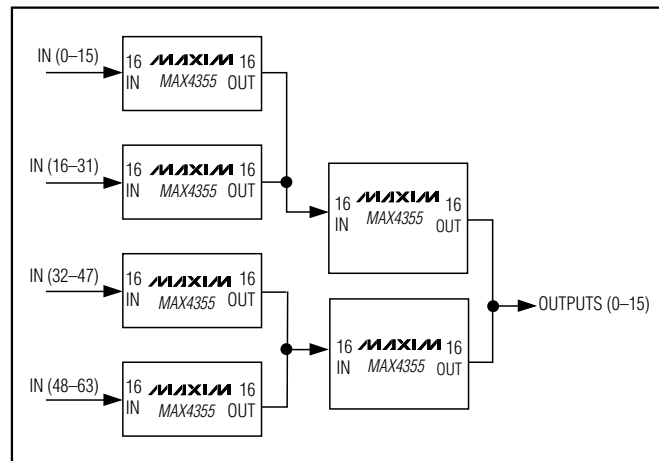 IN (0–15)
16 MAXIM 16
IN MAX4355 OUT
IN (16–31)
16 MAXIM 16
IN MAX4355 OUT
16 MAXIM 16
IN MAX4355 OUT
IN (32–47)
16 MAXIM 16
IN MAX4355 OUT
OUTPUTS (0–15)
16 MAXIM 16
IN MAX4355 OUT
IN (48–63)
16 MAXIM 16
IN MAX4355 OUT